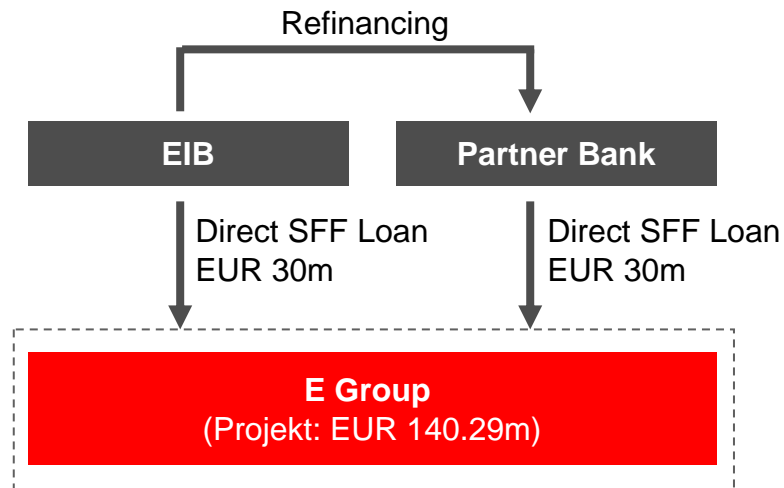 Refinancing
EIB
Partner Bank
Direct SFF Loan
EUR 30m
Direct SFF Loan
EUR 30m
E Group
(Projekt: EUR 140.29m)